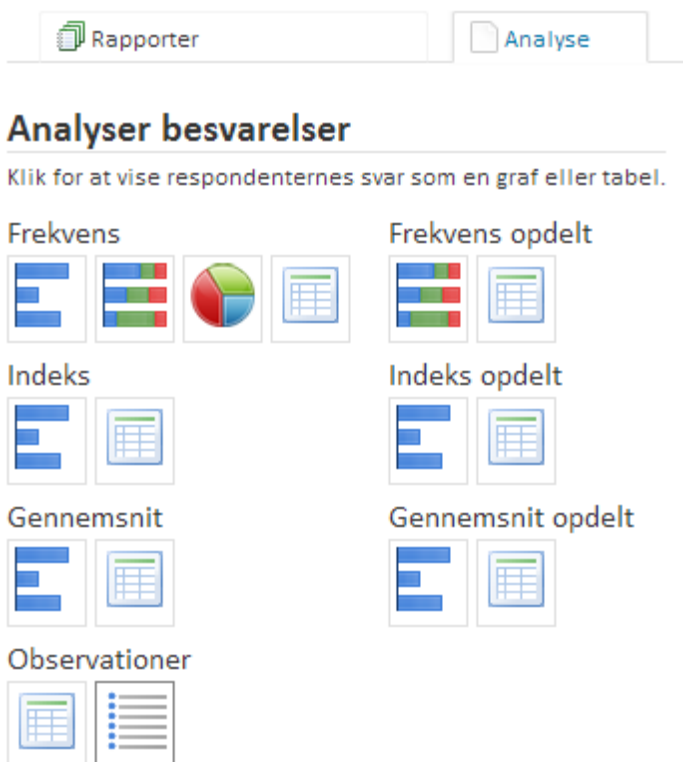 Rapporter
Analyse
Analyser besvarelser
Klik for at vise respondenternes svar som en graf eller tabel.
Frekvens
Frekvens opdelt
Indeks
Indeks opdelt
Gennemsnit
Gennemsnit opdelt
Observationer